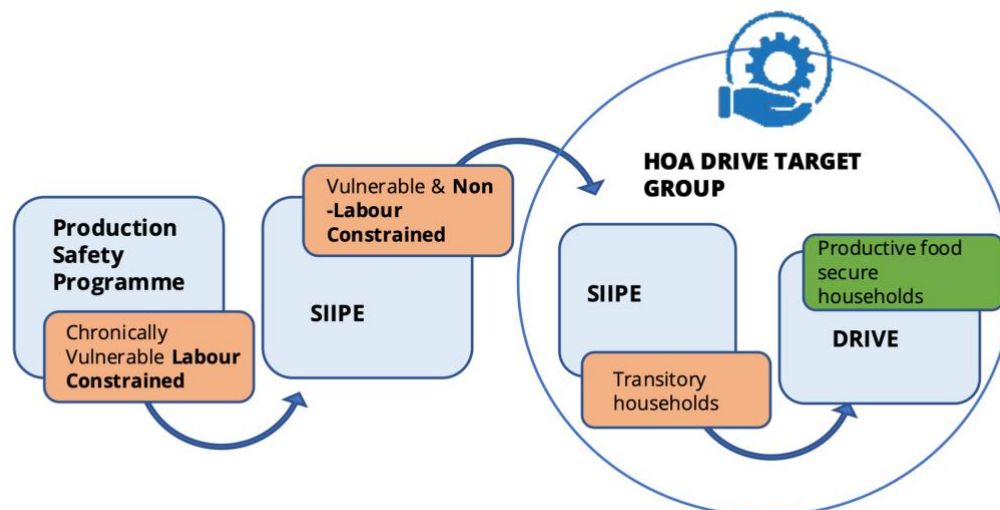 Production
Safety
Programme
Chronically
Vulnerable Labour
Constrained
Vulnerable & Non
-Labour
Constrained
SIIPE
HOA DRIVE TARGET
GROUP
SIIPE
Transitory
households
Productive food
secure
households
DRIVE